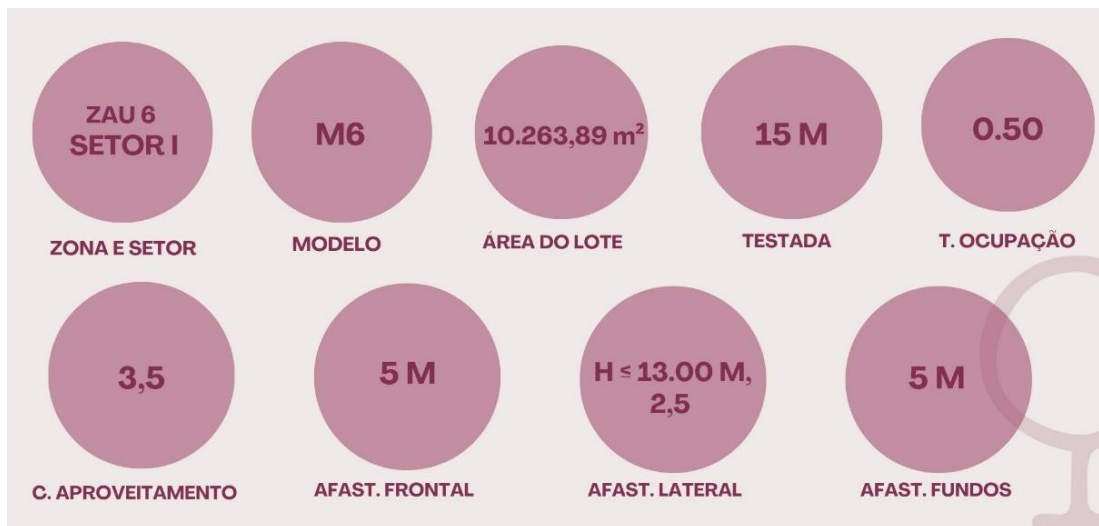 ZAU 6
SETOR I
M6
10.263,89 m²
15 M
0.50
ZONA E SETOR
MODELO
ÁREA DO LOTE
TESTADA
T. OCUPAÇÃO
3,5
5 M
H ≤ 13.00 M,
2,5
5 M
C. APROVEITAMENTO
AFAST. FRONTAL
AFAST. LATERAL
AFAST. FUNDOS